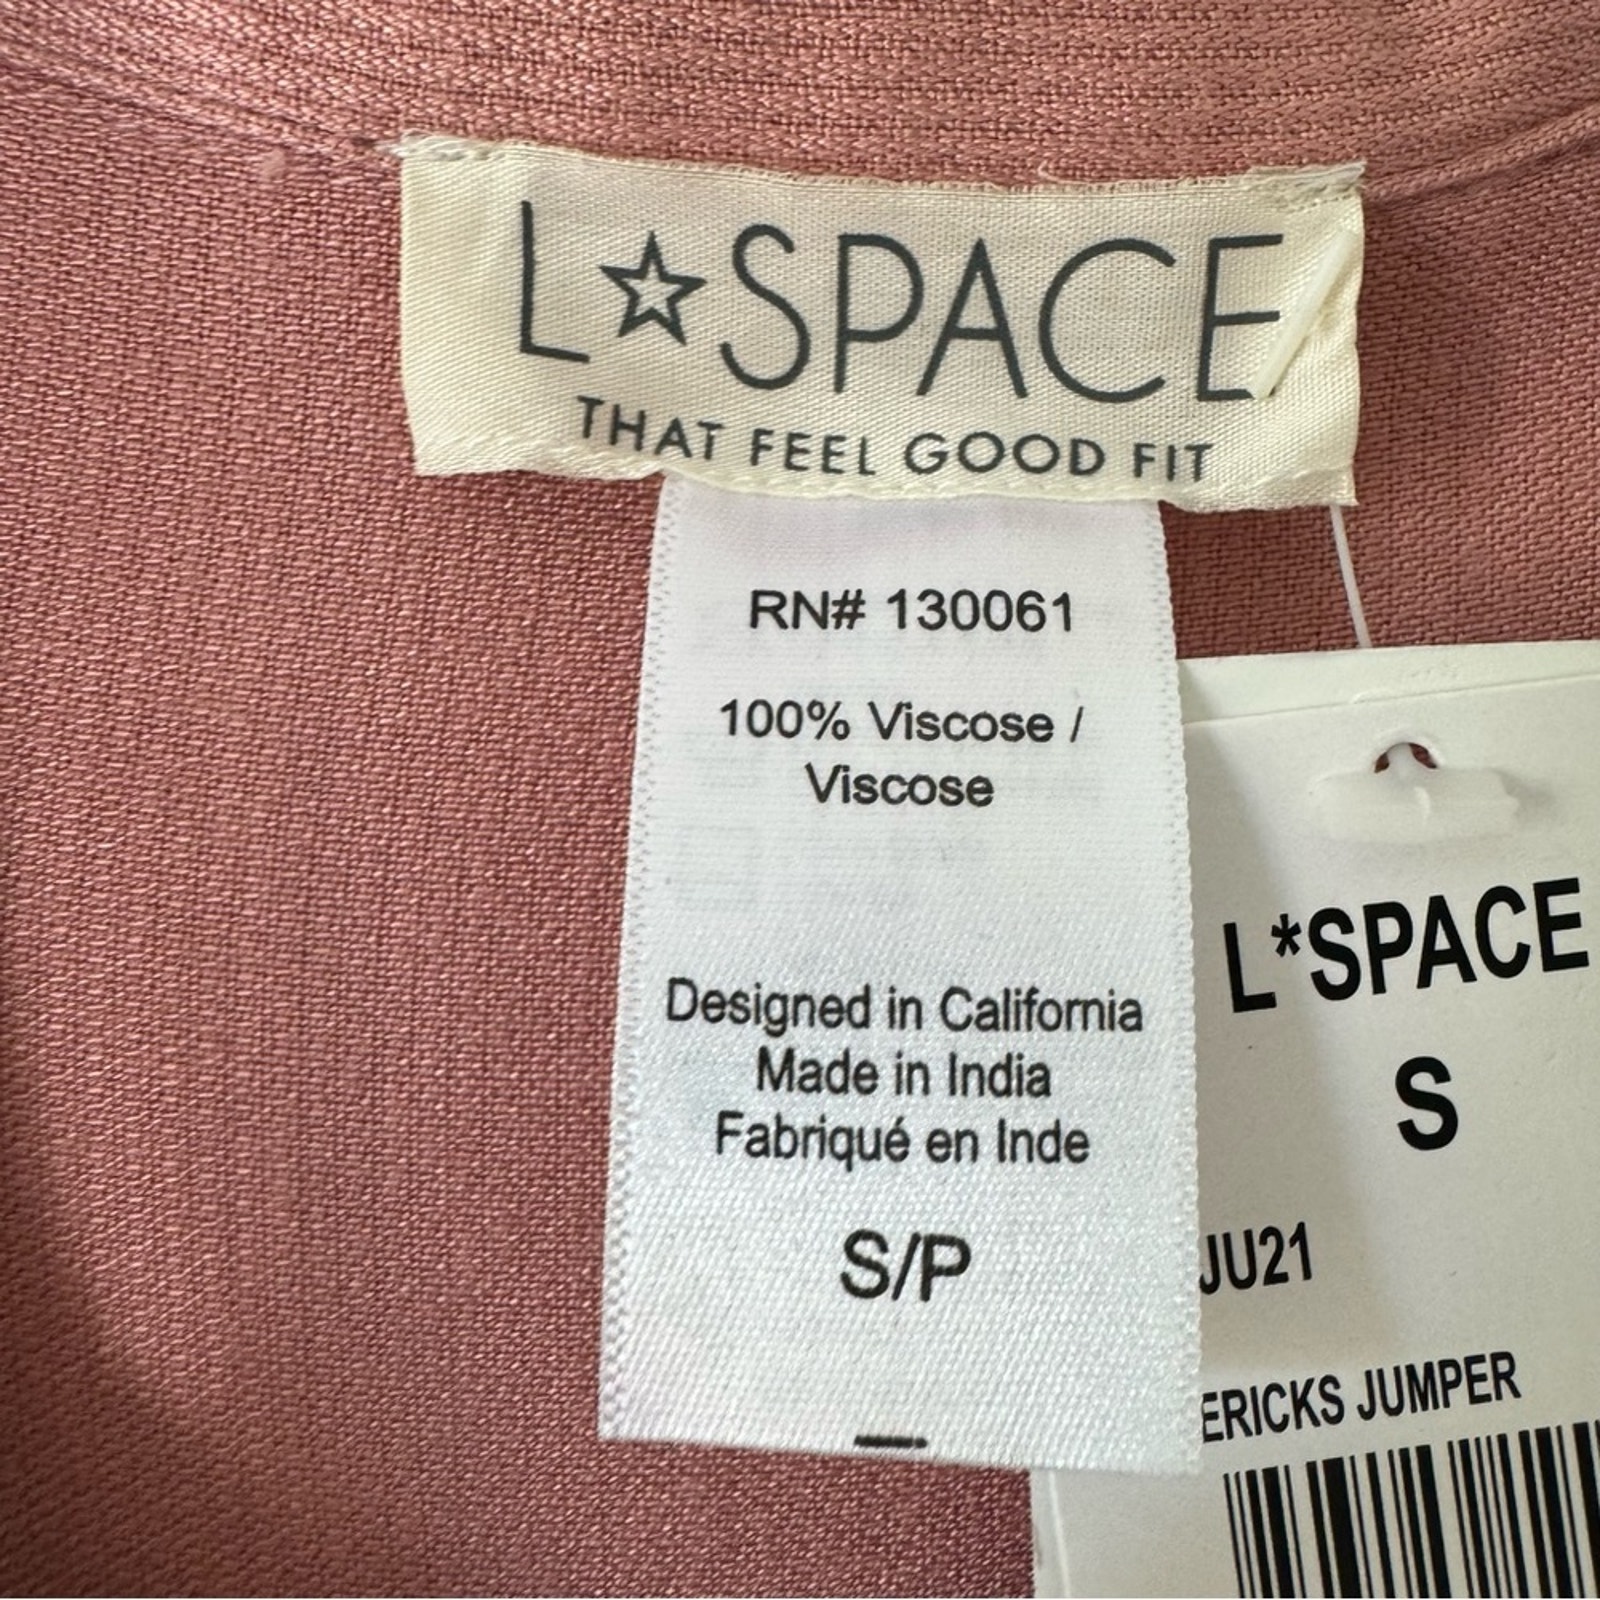 L☆SPACE
THAT FEEL GOOD FIT
RN# 130061
100% Viscose /
Viscose
Designed in California
Made in India
Fabriqué en Inde
S/P
L*SPACE
S
JU21
ERICKS JUMPER